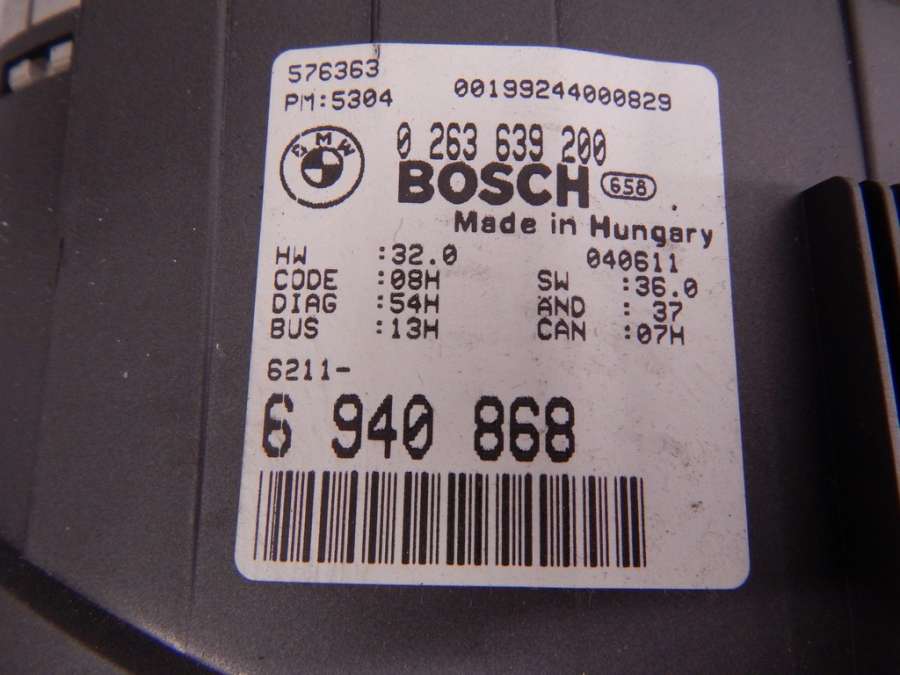 576363
PM:5304 00199244000829
BMW
0 263 639 200
BOSCH 658
Made in Hungary
HW :32.0 040611
CODE :08H SW :36.0
DIAG :54H AND : 37
BUS :13H CAN :07H
6211-
6 940 868